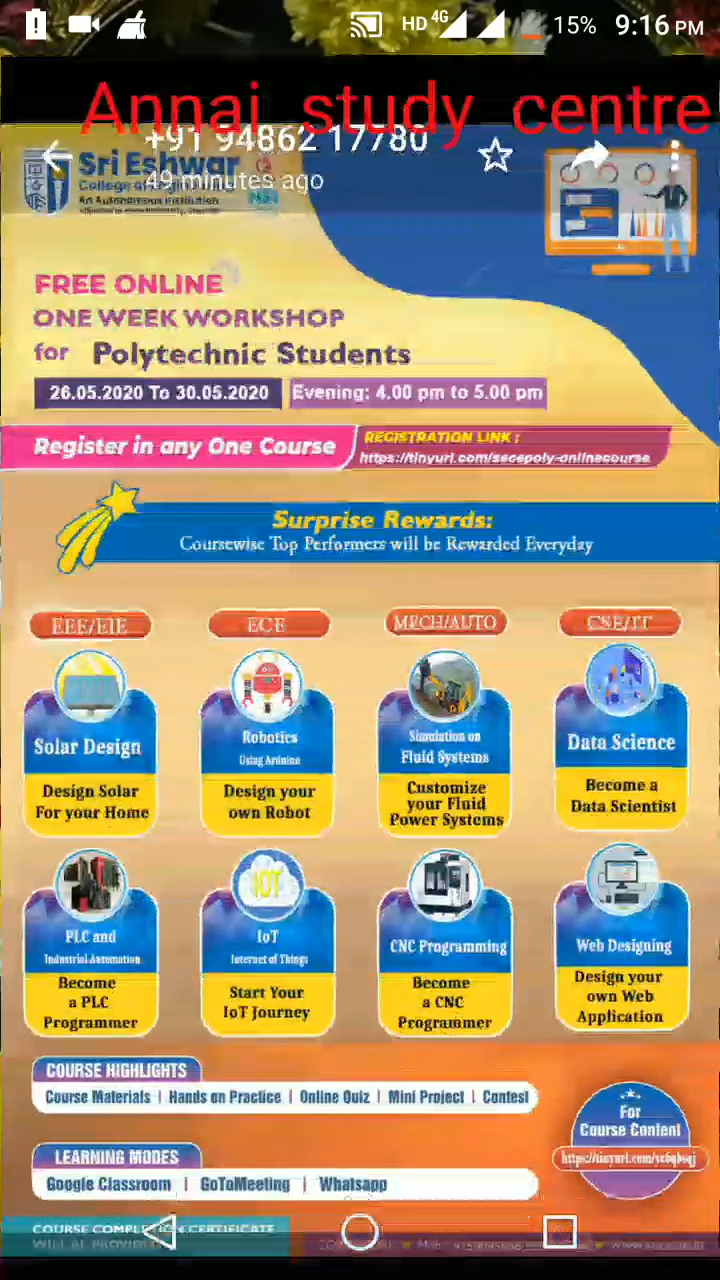 HD 4G 15% 9:16 PM
Annai study centre
+91 94862 17780
49 minutes ago
Sri Eshwar
An Autonomous Institution
FREE ONLINE
ONE WEEK WORKSHOP
for Polytechnic Students
26.05.2020 To 30.05.2020 Evening: 4.00 pm to 5.00 pm
Register in any One Course
REGISTRATION LINK :
https://tinyurl.com/secepoly-onlinecourse
Surprise Rewards:
Coursewise Top Performers will be Rewarded Everyday
EEE/EIE ECE MECH/AUTO CSE/IT
Solar Design
Design Solar
For your Home
Robotics
Using Arduino
Design your
own Robot
Simulation on
Fluid Systems
Customize
your Fluid
Power Systems
Data Science
Become a
Data Scientist
PLC and
Industrial Automation
Become
a PLC
Programmer
IOT
IoT
Internet of Things
Start Your
IoT Journey
CNC Programming
Become
a CNC
Programmer
Web Designing
Design your
own Web
Application
COURSE HIGHLIGHTS
Course Materials | Hands on Practice | Online Quiz | Mini Project | Contest
For
Course Content
LEARNING MODES
Google Classroom | GoToMeeting | Whatsapp
COURSE COMPLETION CERTIFICATE